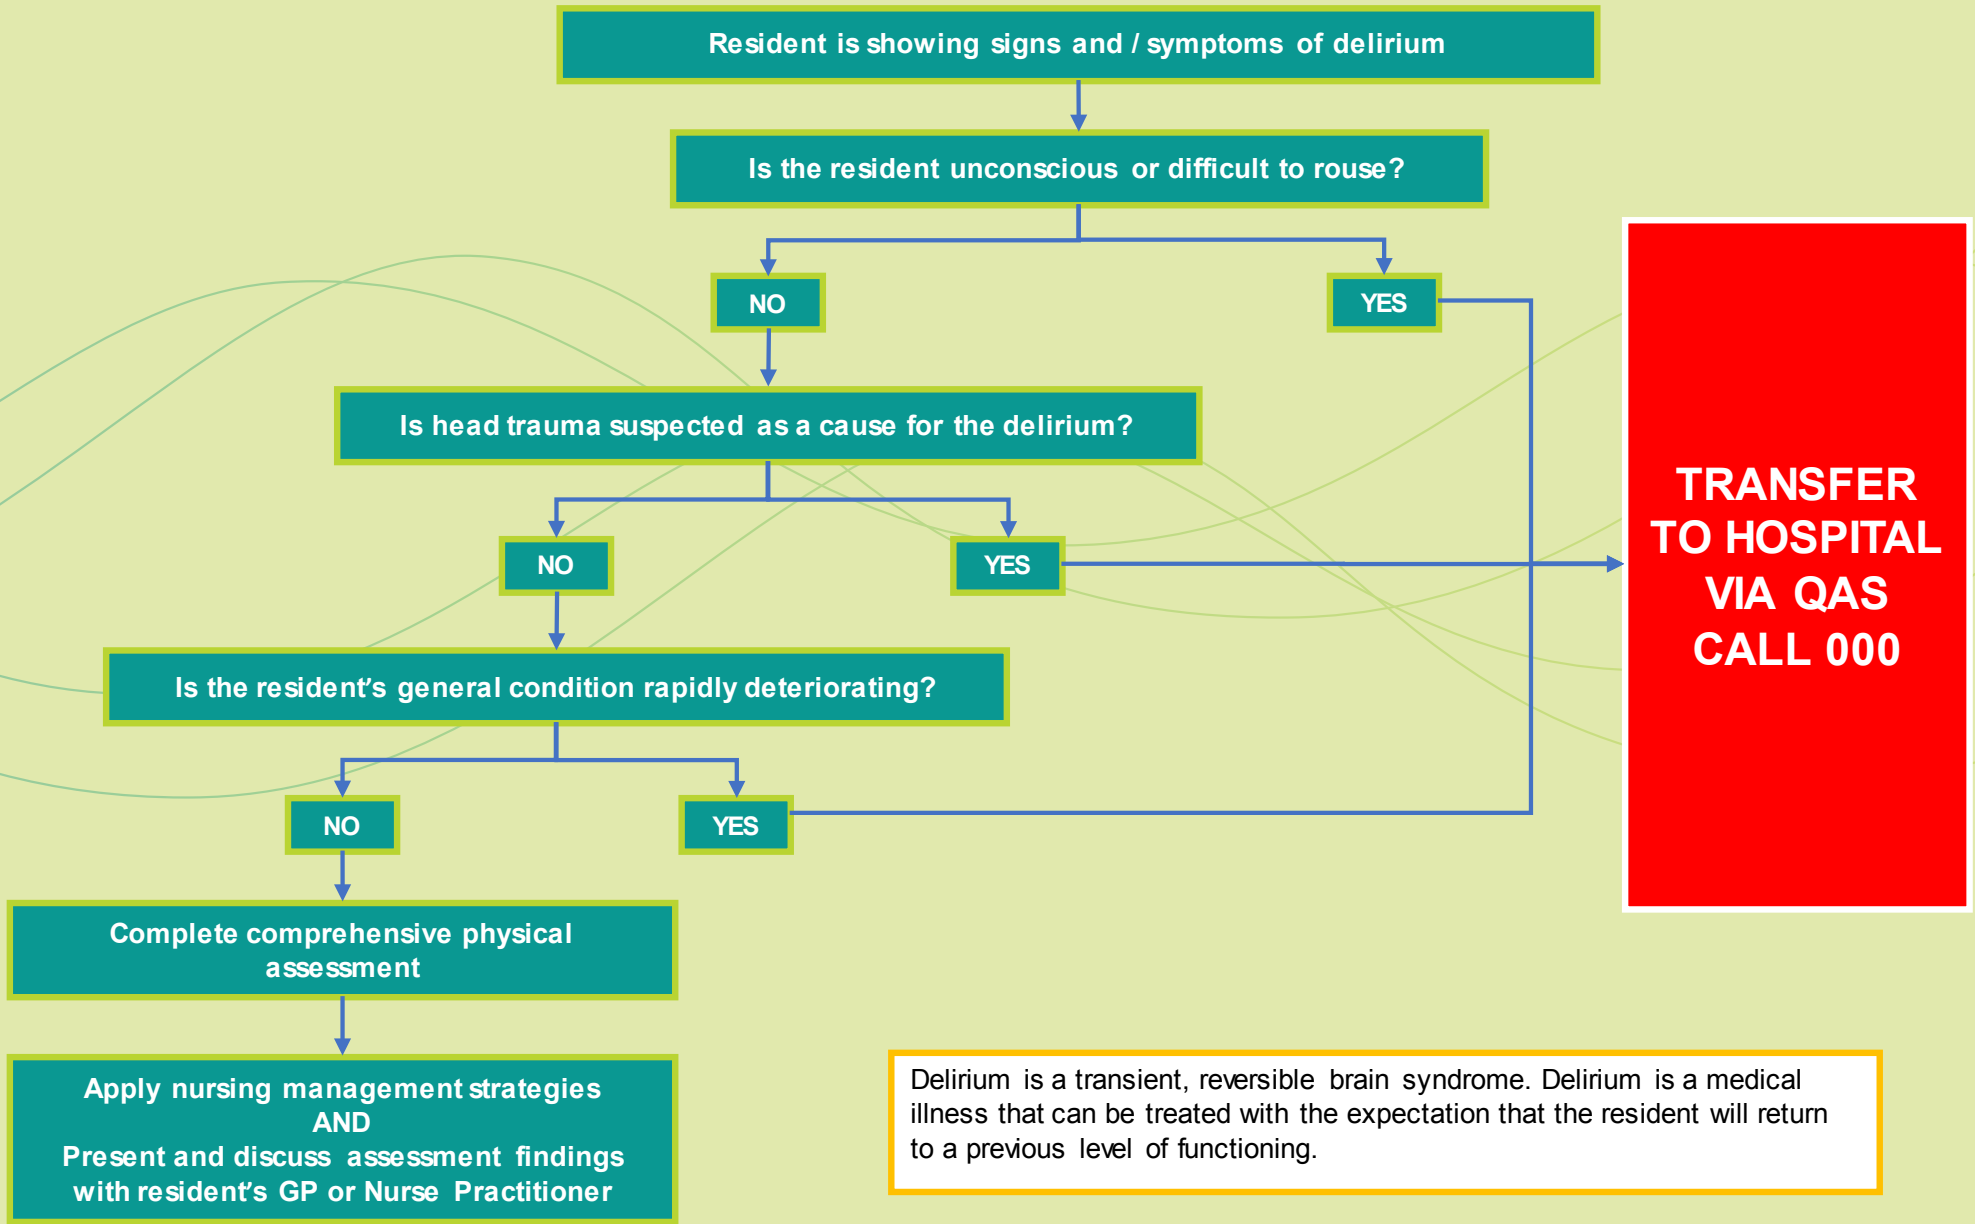 Resident is showing signs and / symptoms of delirium
Is the resident unconscious or difficult to rouse?
NO
YES
Is head trauma suspected as a cause for the delirium?
NO
YES
TRANSFER
TO HOSPITAL
VIA QAS
CALL 000
Is the resident's general condition rapidly deteriorating?
NO
YES
Complete comprehensive physical
assessment
Apply nursing management strategies
AND
Present and discuss assessment findings
with resident's GP or Nurse Practitioner
Delirium is a transient, reversible brain syndrome. Delirium is a medical
illness that can be treated with the expectation that the resident will return
to a previous level of functioning.